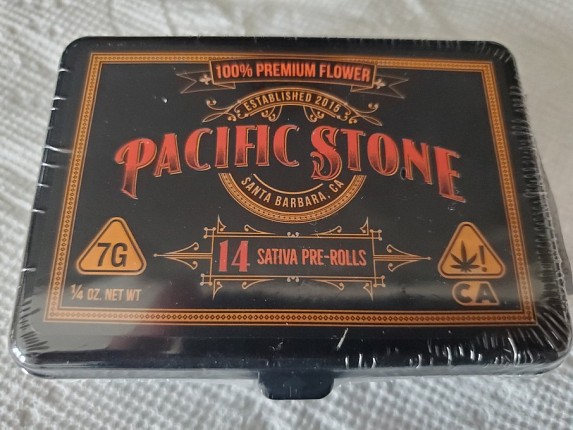 100% PREMIUM FLOWER
ESTABLISHED 2015
PACIFIC STONE
SANTA BARBARA, CA
7G
14 SATIVA PRE-ROLLS
!
¼ OZ. NET WT
CA